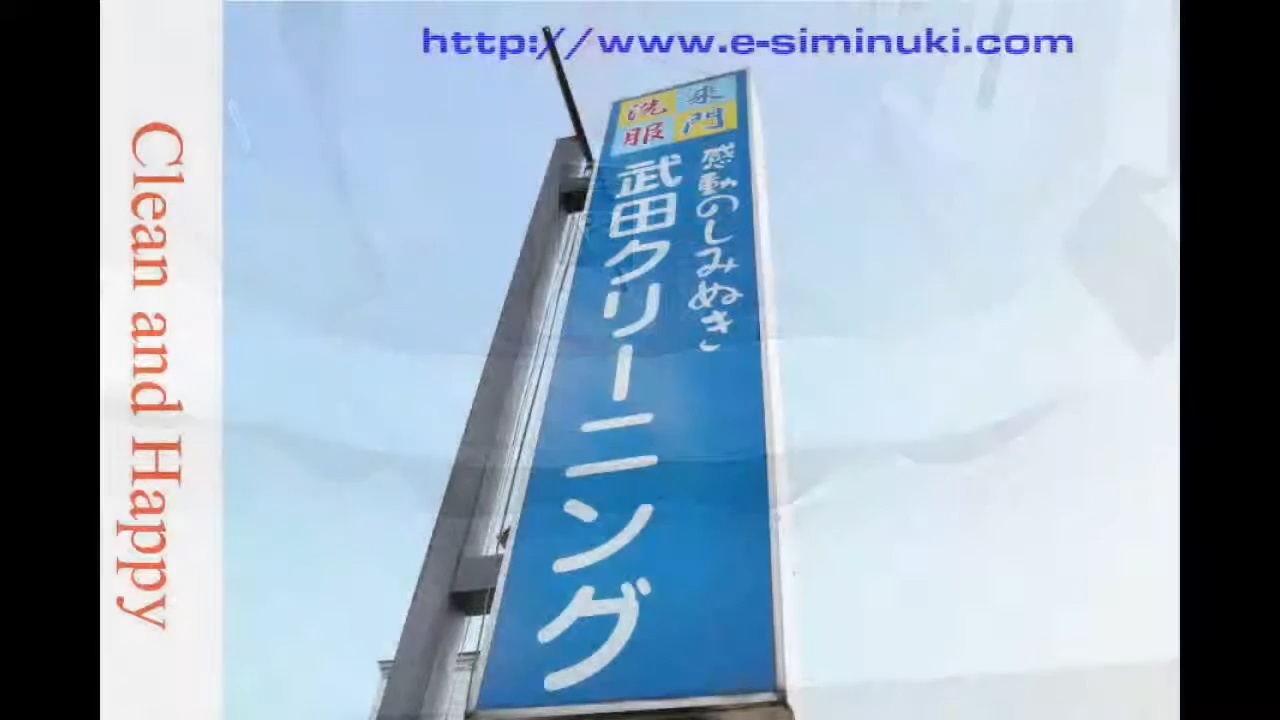 http://www.e-siminuki.com
Clean and Happy
洗来
服門
感動のしみぬき
武田クリーニング